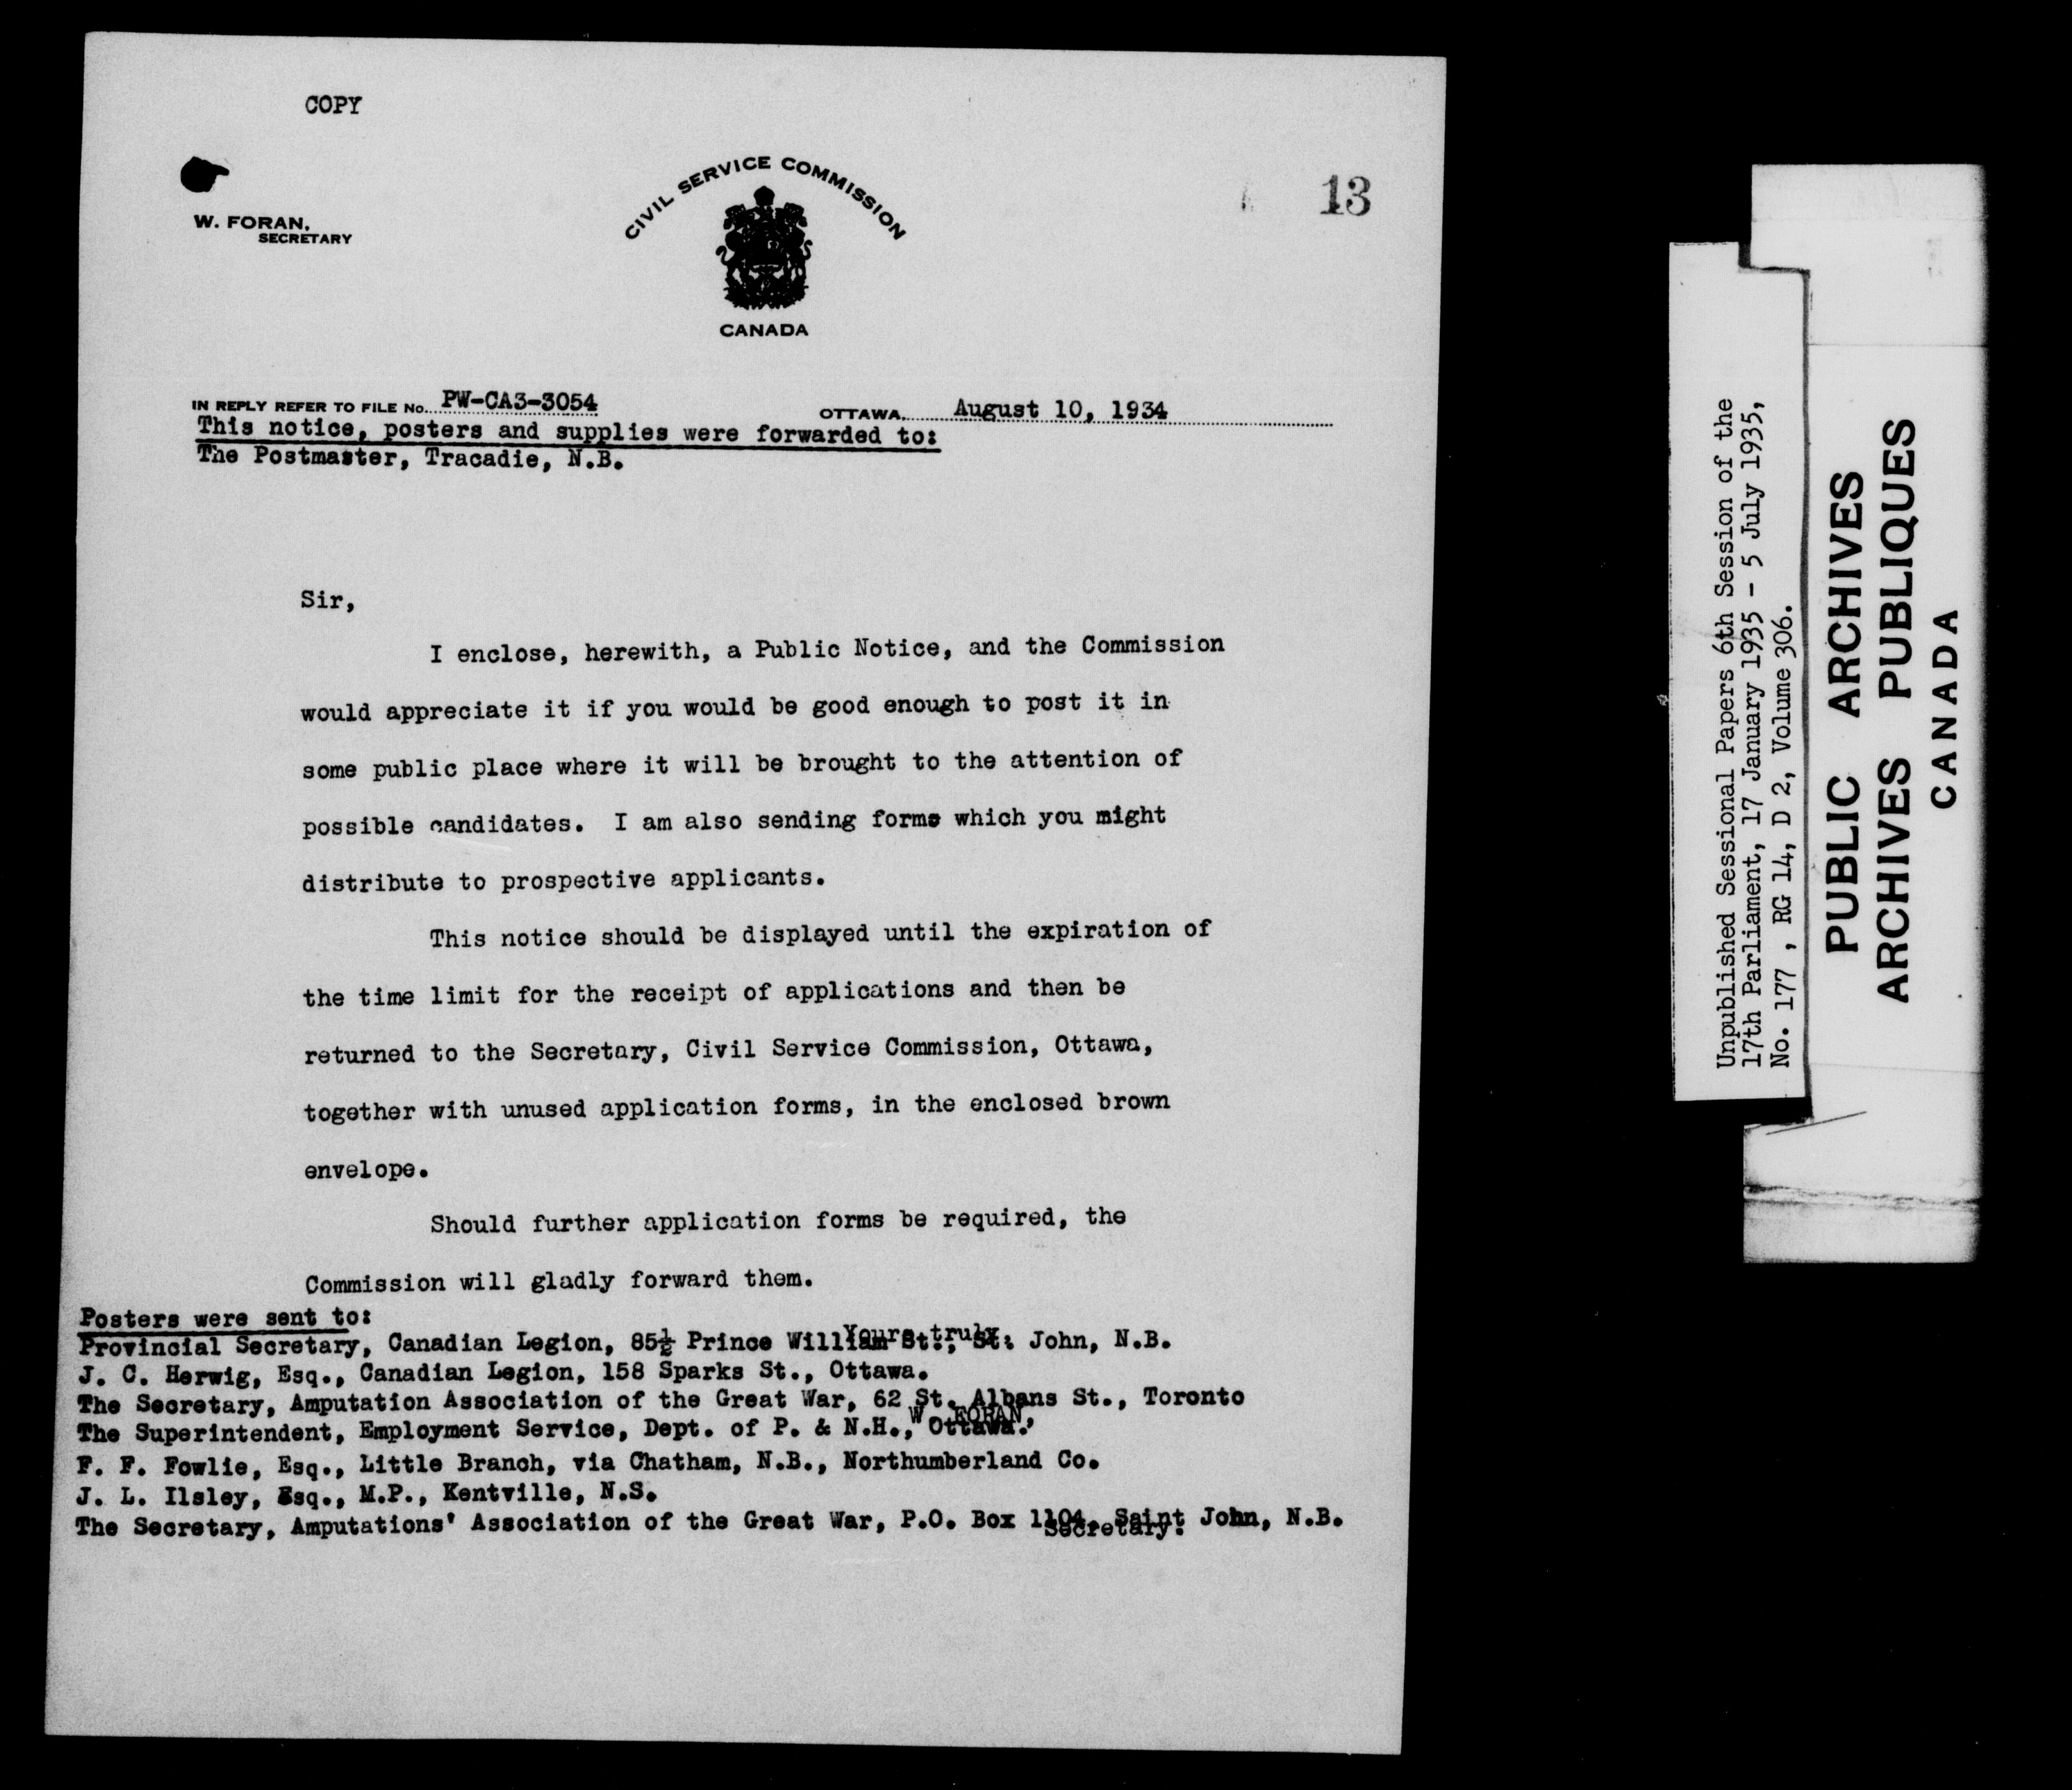 COPY
W. FORAN,
SECRETARY
CIVIL SERVICE COMMISSION
CANADA
13
IN REPLY REFER TO FILE No. PW-CA3-3054
OTTAWA August 10, 1934
This notice, posters and supplies were forwarded to:
The Postmaster, Tracadie, N.B.
Sir,
I enclose, herewith, a Public Notice, and the Commission
would appreciate it if you would be good enough to post it in
some public place where it will be brought to the attention of
possible candidates. I am also sending forms which you might
distribute to prospective applicants.
This notice should be displayed until the expiration of
the time limit for the receipt of applications and then be
returned to the Secretary, Civil Service Commission, Ottawa,
together with unused application forms, in the enclosed brown
envelope.
Should further application forms be required, the
Commission will gladly forward them.
Posters were sent to:
Yours truly,
Provincial Secretary, Canadian Legion, 85½ Prince William St., St. John, N.B.
J. C. Herwig, Esq., Canadian Legion, 158 Sparks St., Ottawa.
The Secretary, Amputation Association of the Great War, 62 St. Albans St., Toronto
W. FORAN,
The Superintendent, Employment Service, Dept. of P. & N.H., Ottawa.
F. F. Fowlie, Esq., Little Branch, via Chatham, N.B., Northumberland Co.
J. L. Ilsley, Esq., M.P., Kentville, N.S.
The Secretary, Amputations' Association of the Great War, P.O. Box 1104, Saint John, N.B.
Secretary.
Unpublished Sessional Papers 6th Session of the
17th Parliament, 17 January 1935 - 5 July 1935,
No. 177 , RG 14, D 2, Volume 306.
PUBLIC ARCHIVES
ARCHIVES PUBLIQUES
CANADA